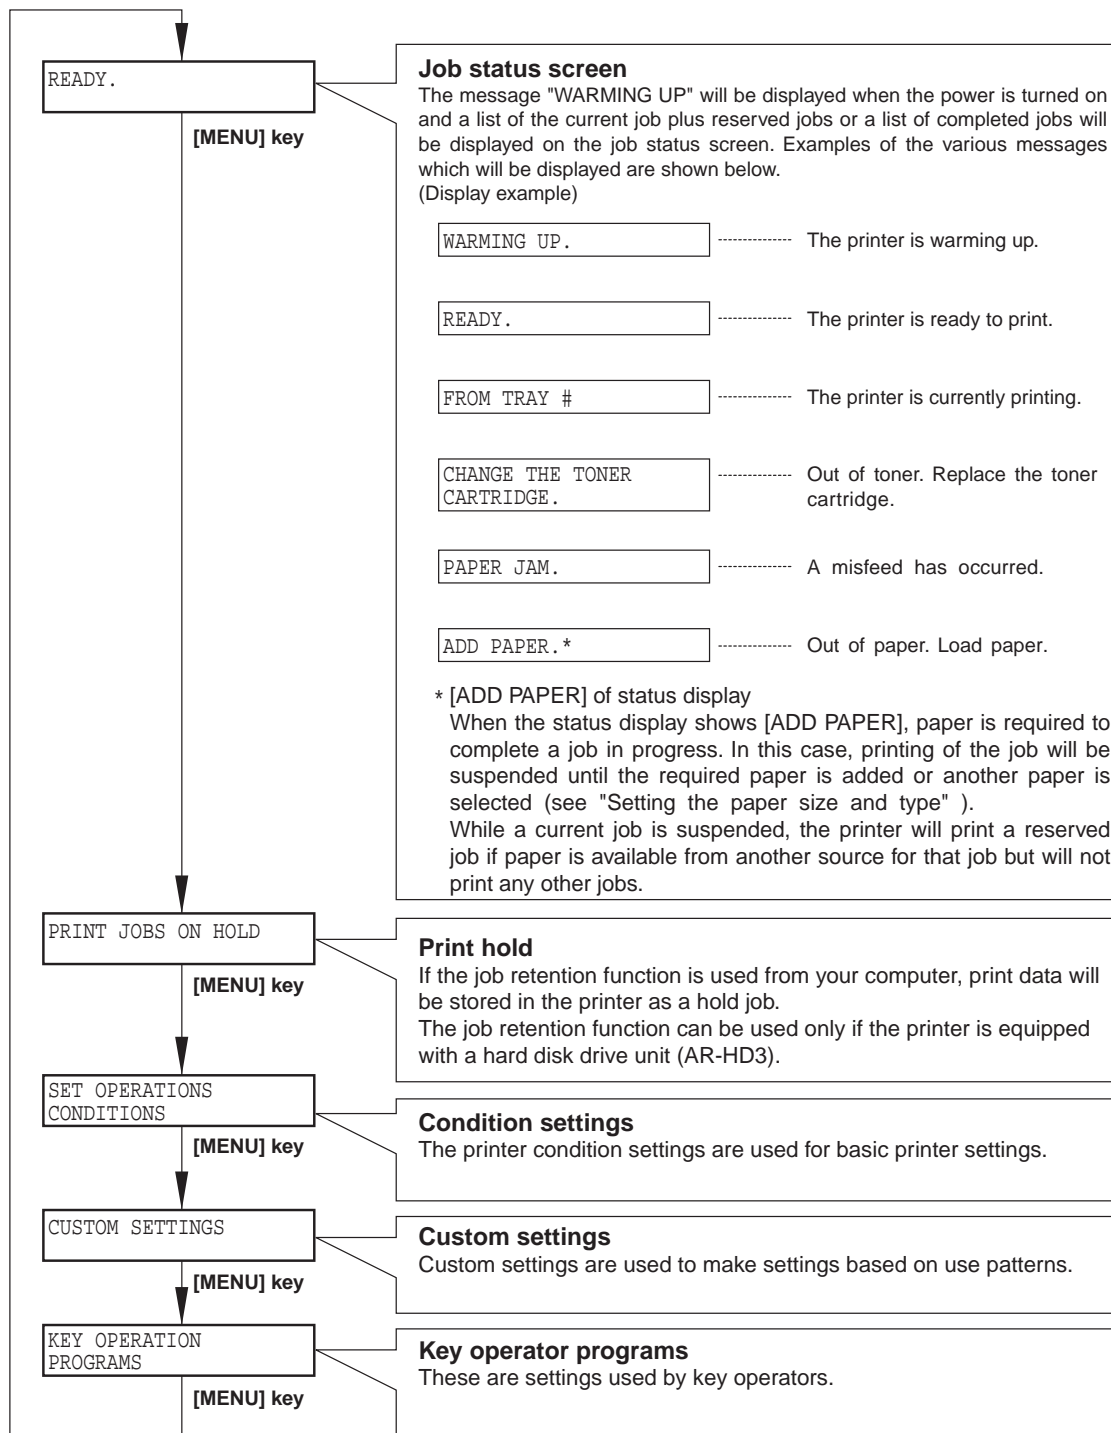 READY.
[MENU] key
Job status screen
The message "WARMING UP" will be displayed when the power is turned on
and a list of the current job plus reserved jobs or a list of completed jobs will
be displayed on the job status screen. Examples of the various messages
which will be displayed are shown below.
(Display example)
WARMING UP.
The printer is warming up.
READY.
The printer is ready to print.
FROM TRAY #
The printer is currently printing.
CHANGE THE TONER
CARTRIDGE.
Out of toner. Replace the toner
cartridge.
PAPER JAM.
A misfeed has occurred.
ADD PAPER.*
Out of paper. Load paper.
* [ADD PAPER] of status display
When the status display shows [ADD PAPER], paper is required to
complete a job in progress. In this case, printing of the job will be
suspended until the required paper is added or another paper is
selected (see "Setting the paper size and type" ).
While a current job is suspended, the printer will print a reserved
job if paper is available from another source for that job but will not
print any other jobs.
PRINT JOBS ON HOLD
[MENU] key
Print hold
If the job retention function is used from your computer, print data will
be stored in the printer as a hold job.
The job retention function can be used only if the printer is equipped
with a hard disk drive unit (AR-HD3).
SET OPERATIONS
CONDITIONS
[MENU] key
Condition settings
The printer condition settings are used for basic printer settings.
CUSTOM SETTINGS
[MENU] key
Custom settings
Custom settings are used to make settings based on use patterns.
KEY OPERATION
PROGRAMS
[MENU] key
Key operator programs
These are settings used by key operators.